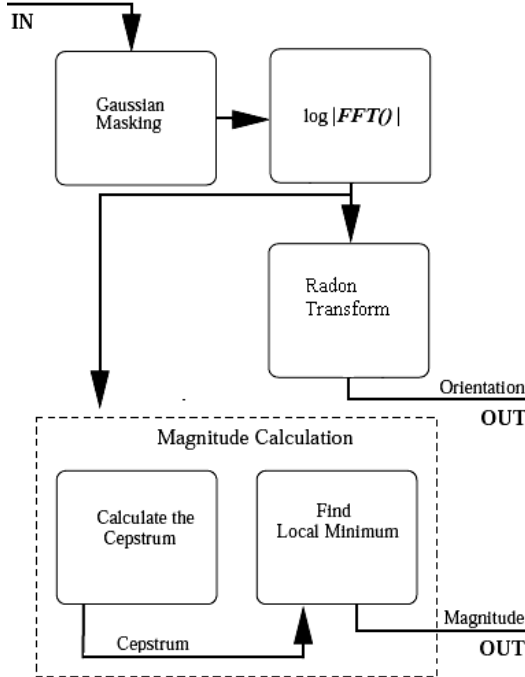 IN
Gaussian
Masking
log |FFT()|
Radon
Transform
Orientation
OUT
Magnitude Calculation
Calculate the
Cepstrum
Find
Local Minimum
Cepstrum
Magnitude
OUT